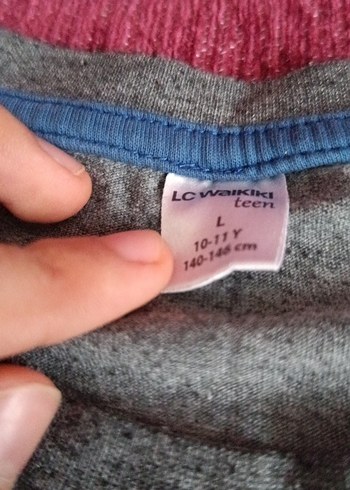 LC WAIKIKI
teen
L
10-11 Y
140-146 cm